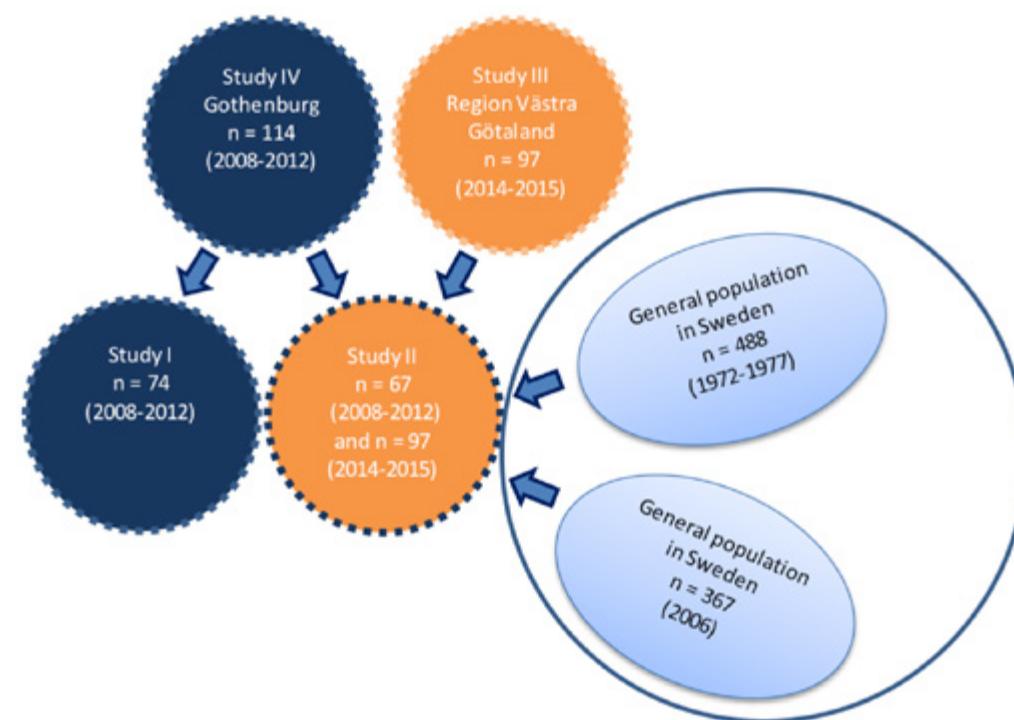 Study IV
Gothenburg
n = 114
(2008-2012)
Study III
Region Västra
Götaland
n = 97
(2014-2015)
Study I
n = 74
(2008-2012)
Study II
n = 67
(2008-2012)
and n = 97
(2014-2015)
General population
in Sweden
n = 488
(1972-1977)
General population
in Sweden
n = 367
(2006)